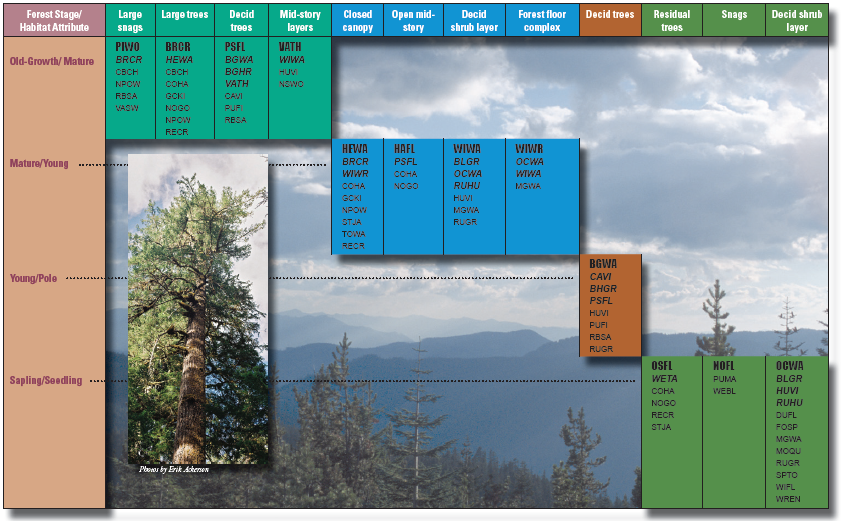 Forest Stage/
Habitat Attribute
Large
snags
Large trees
Decid
trees
Mid-story
layers
Closed
canopy
Open mid-
story
Decid
shrub layer
Forest floor
complex
Decid trees
Residual
trees
Snags
Decid shrub
layer
Old-Growth/ Mature
PIWO
BRCR
CBCH
NPOW
RBSA
VASW
BRCR
HEWA
CBCH
COHA
GCKI
NOGO
NPOW
RECR
PSFL
BGWA
BGHR
VATH
CAVI
PUFI
RBSA
VATH
WIWA
HUVI
NSWO
Mature/Young
HEWA
BRCR
WIWR
COHA
GCKI
NPOW
STJA
TOWA
RECR
HAFL
PSFL
COHA
NOGO
WIWA
BLGR
OCWA
RUHU
HUVI
MGWA
RUGR
WIWR
OCWA
WIWA
MGWA
Young/Pole
BGWA
CAVI
BHGR
PSFL
HUVI
PUFI
RBSA
RUGR
Sapling/Seedling
OSFL
WETA
COHA
NOGO
RECR
STJA
NOFL
PUMA
WEBL
OCWA
BLGR
HUVI
RUHU
DUFL
FOSP
MGWA
MOQU
RUGR
SPTO
WIFL
WREN
Photos by Erik Ackerson